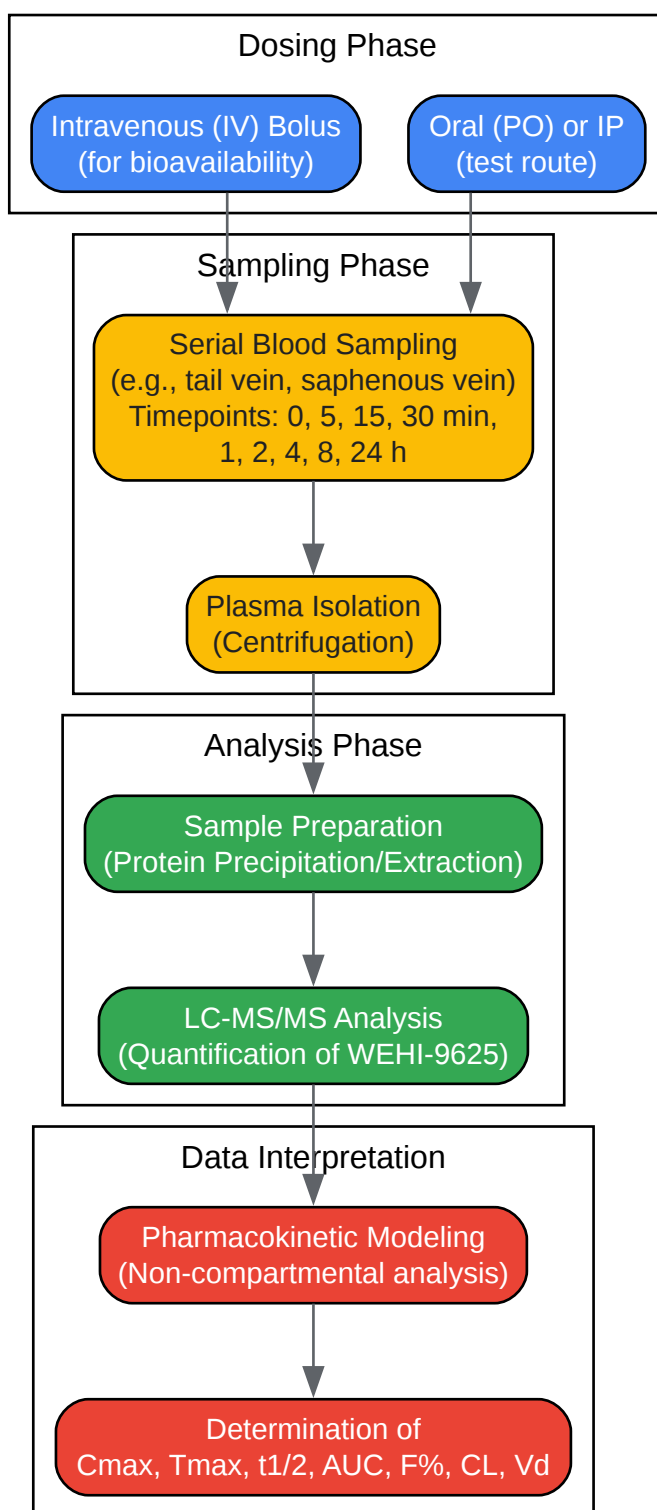 Dosing Phase
Intravenous (IV) Bolus
(for bioavailability)
Oral (PO) or IP
(test route)
Sampling Phase
Serial Blood Sampling
(e.g., tail vein, saphenous vein)
Timepoints: 0, 5, 15, 30 min,
1, 2, 4, 8, 24 h
Plasma Isolation
(Centrifugation)
Analysis Phase
Sample Preparation
(Protein Precipitation/Extraction)
LC-MS/MS Analysis
(Quantification of WEHI-9625)
Data Interpretation
Pharmacokinetic Modeling
(Non-compartmental analysis)
Determination of
Cmax, Tmax, t1/2, AUC, F%, CL, Vd